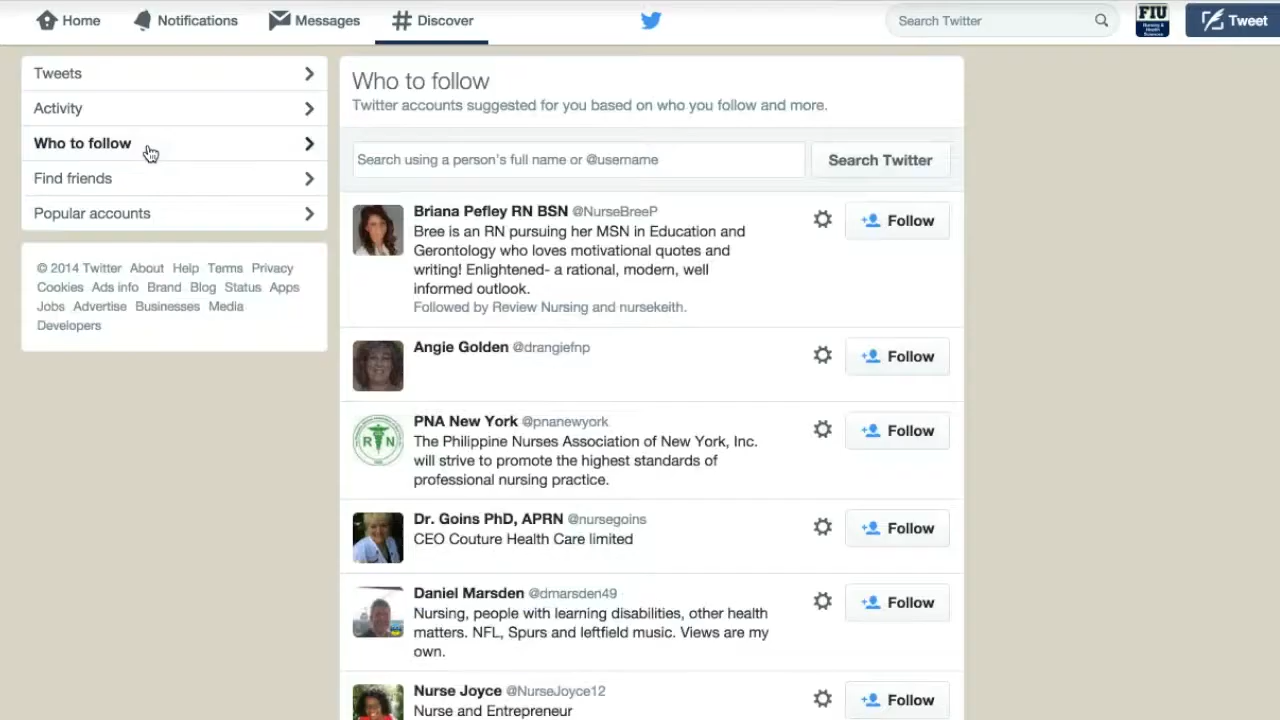 Home
Notifications
Messages
# Discover
Search Twitter
FIU
Nursing &
Health
Sciences
Tweet
Tweets
Activity
Who to follow
Find friends
Popular accounts
© 2014 Twitter About Help Terms Privacy
Cookies Ads info Brand Blog Status Apps
Jobs Advertise Businesses Media
Developers
Who to follow
Twitter accounts suggested for you based on who you follow and more.
Search using a person's full name or @username
Search Twitter
Briana Pefley RN BSN @NurseBreeP
Bree is an RN pursuing her MSN in Education and
Gerontology who loves motivational quotes and
writing! Enlightened- a rational, modern, well
informed outlook.
Followed by Review Nursing and nursekeith.
Follow
Angie Golden @drangiefnp
Follow
RN
PNA New York @pnanewyork
The Philippine Nurses Association of New York, Inc.
will strive to promote the highest standards of
professional nursing practice.
Follow
Dr. Goins PhD, APRN @nursegoins
CEO Couture Health Care limited
Follow
Daniel Marsden @dmarsden49
Nursing, people with learning disabilities, other health
matters. NFL, Spurs and leftfield music. Views are my
own.
Follow
Nurse Joyce @NurseJoyce12
Nurse and Entrepreneur
Follow